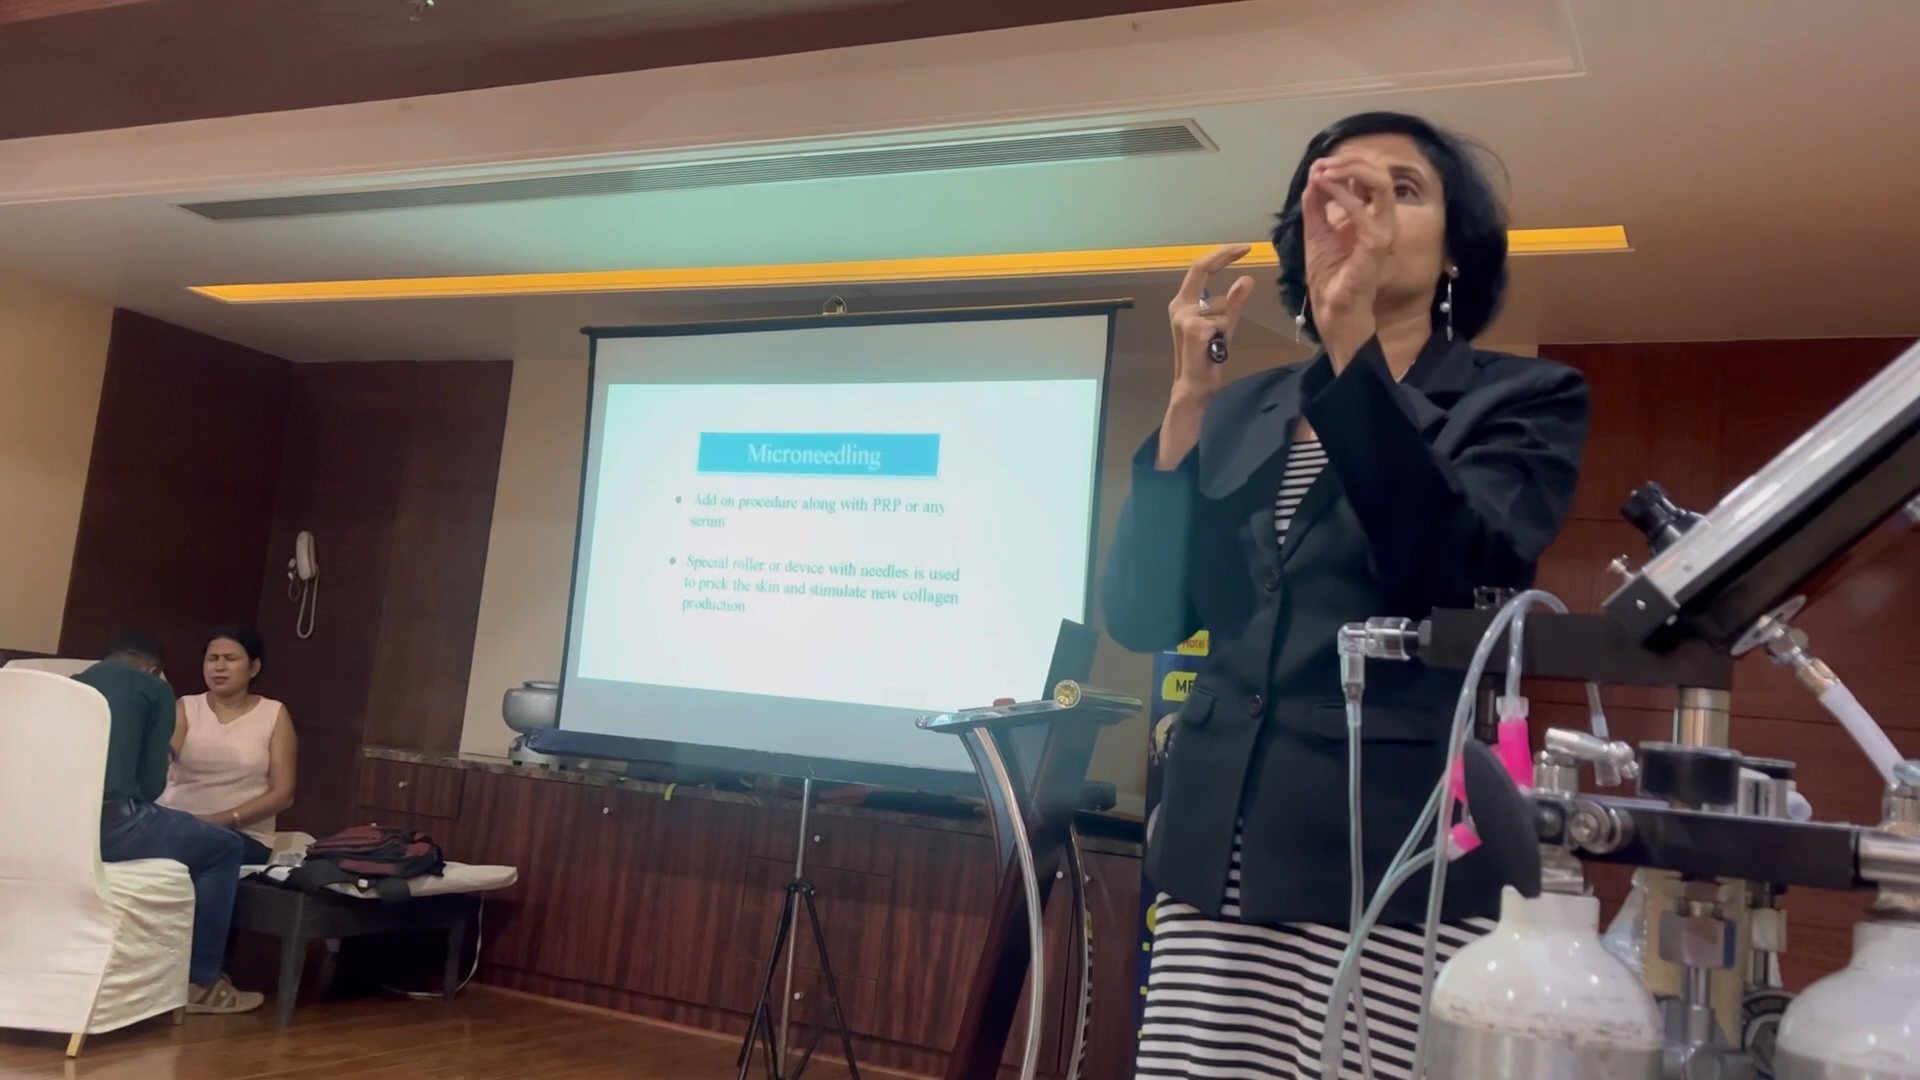 Microneedling
Add on procedure along with PRP or any
serum
Special roller or device with needles is used
to prick the skin and stimulate new collagen
production
Hotel